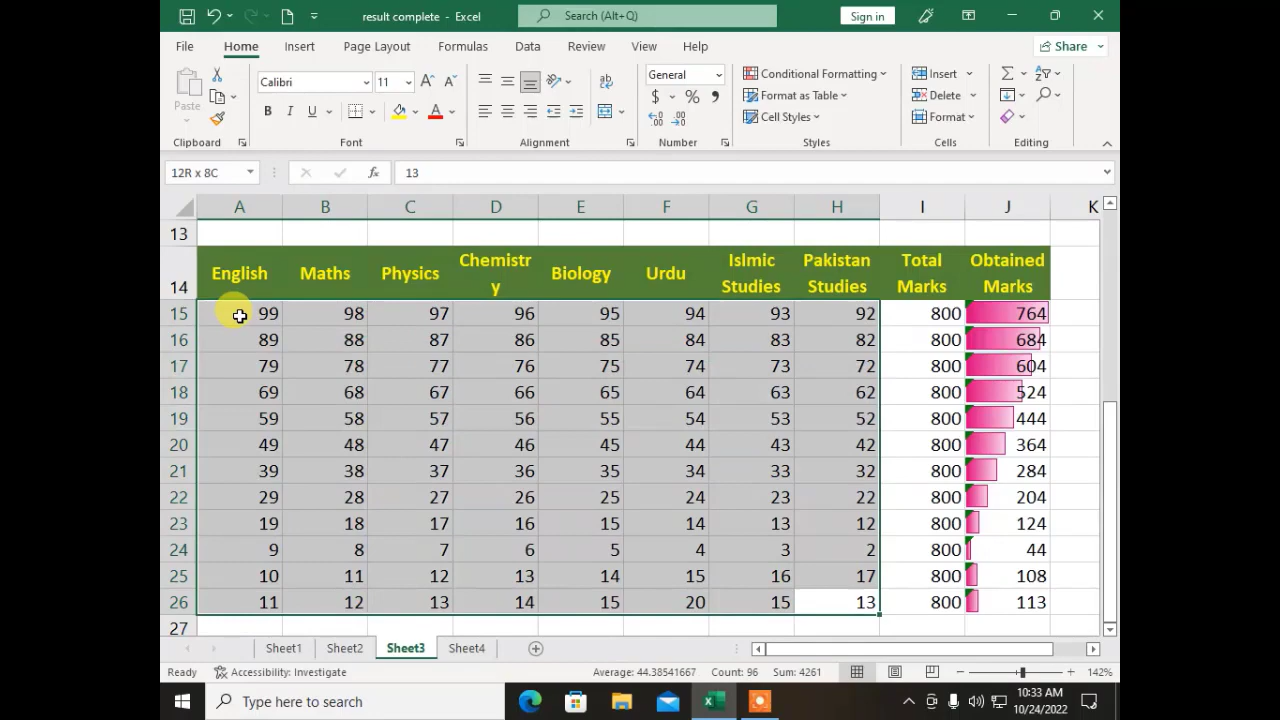 result complete - Excel
Search (Alt+Q)
Sign in
File Home Insert Page Layout Formulas Data Review View Help
Share
Paste
Calibri
11
General
Conditional Formatting
Format as Table
Cell Styles
Insert
Delete
Format
Clipboard Font Alignment Number Styles Cells Editing
12R x 8C
fx
13
A B C D E F G H I J K
13
14 English Maths Physics Chemistr
y Biology Urdu Islmic
Studies Pakistan
Studies Total
Marks Obtained
Marks
15 99 98 97 96 95 94 93 92 800 764
16 89 88 87 86 85 84 83 82 800 684
17 79 78 77 76 75 74 73 72 800 604
18 69 68 67 66 65 64 63 62 800 524
19 59 58 57 56 55 54 53 52 800 444
20 49 48 47 46 45 44 43 42 800 364
21 39 38 37 36 35 34 33 32 800 284
22 29 28 27 26 25 24 23 22 800 204
23 19 18 17 16 15 14 13 12 800 124
24 9 8 7 6 5 4 3 2 800 44
25 10 11 12 13 14 15 16 17 800 108
26 11 12 13 14 15 20 15 13 800 113
27
Sheet1 Sheet2 Sheet3 Sheet4
Ready Accessibility: Investigate Average: 44.38541667 Count: 96 Sum: 4261 142%
Type here to search
10:33 AM
10/24/2022